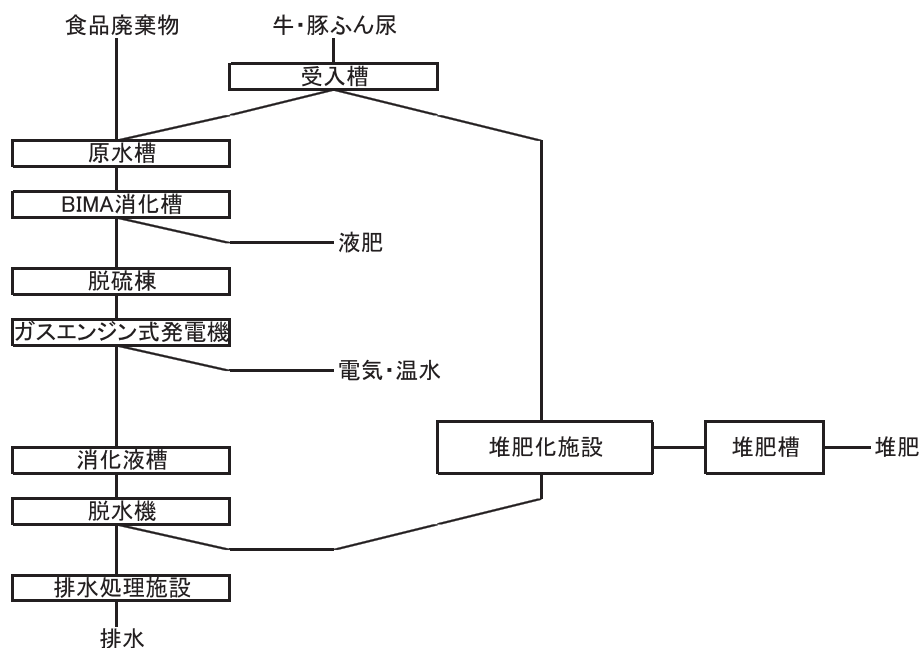 食品廃棄物
牛・豚ふん尿
受入槽
原水槽
BIMA消化槽
液肥
脱硫棟
ガスエンジン式発電機
電気・温水
堆肥化施設
堆肥槽
堆肥
消化液槽
脱水機
排水処理施設
排水